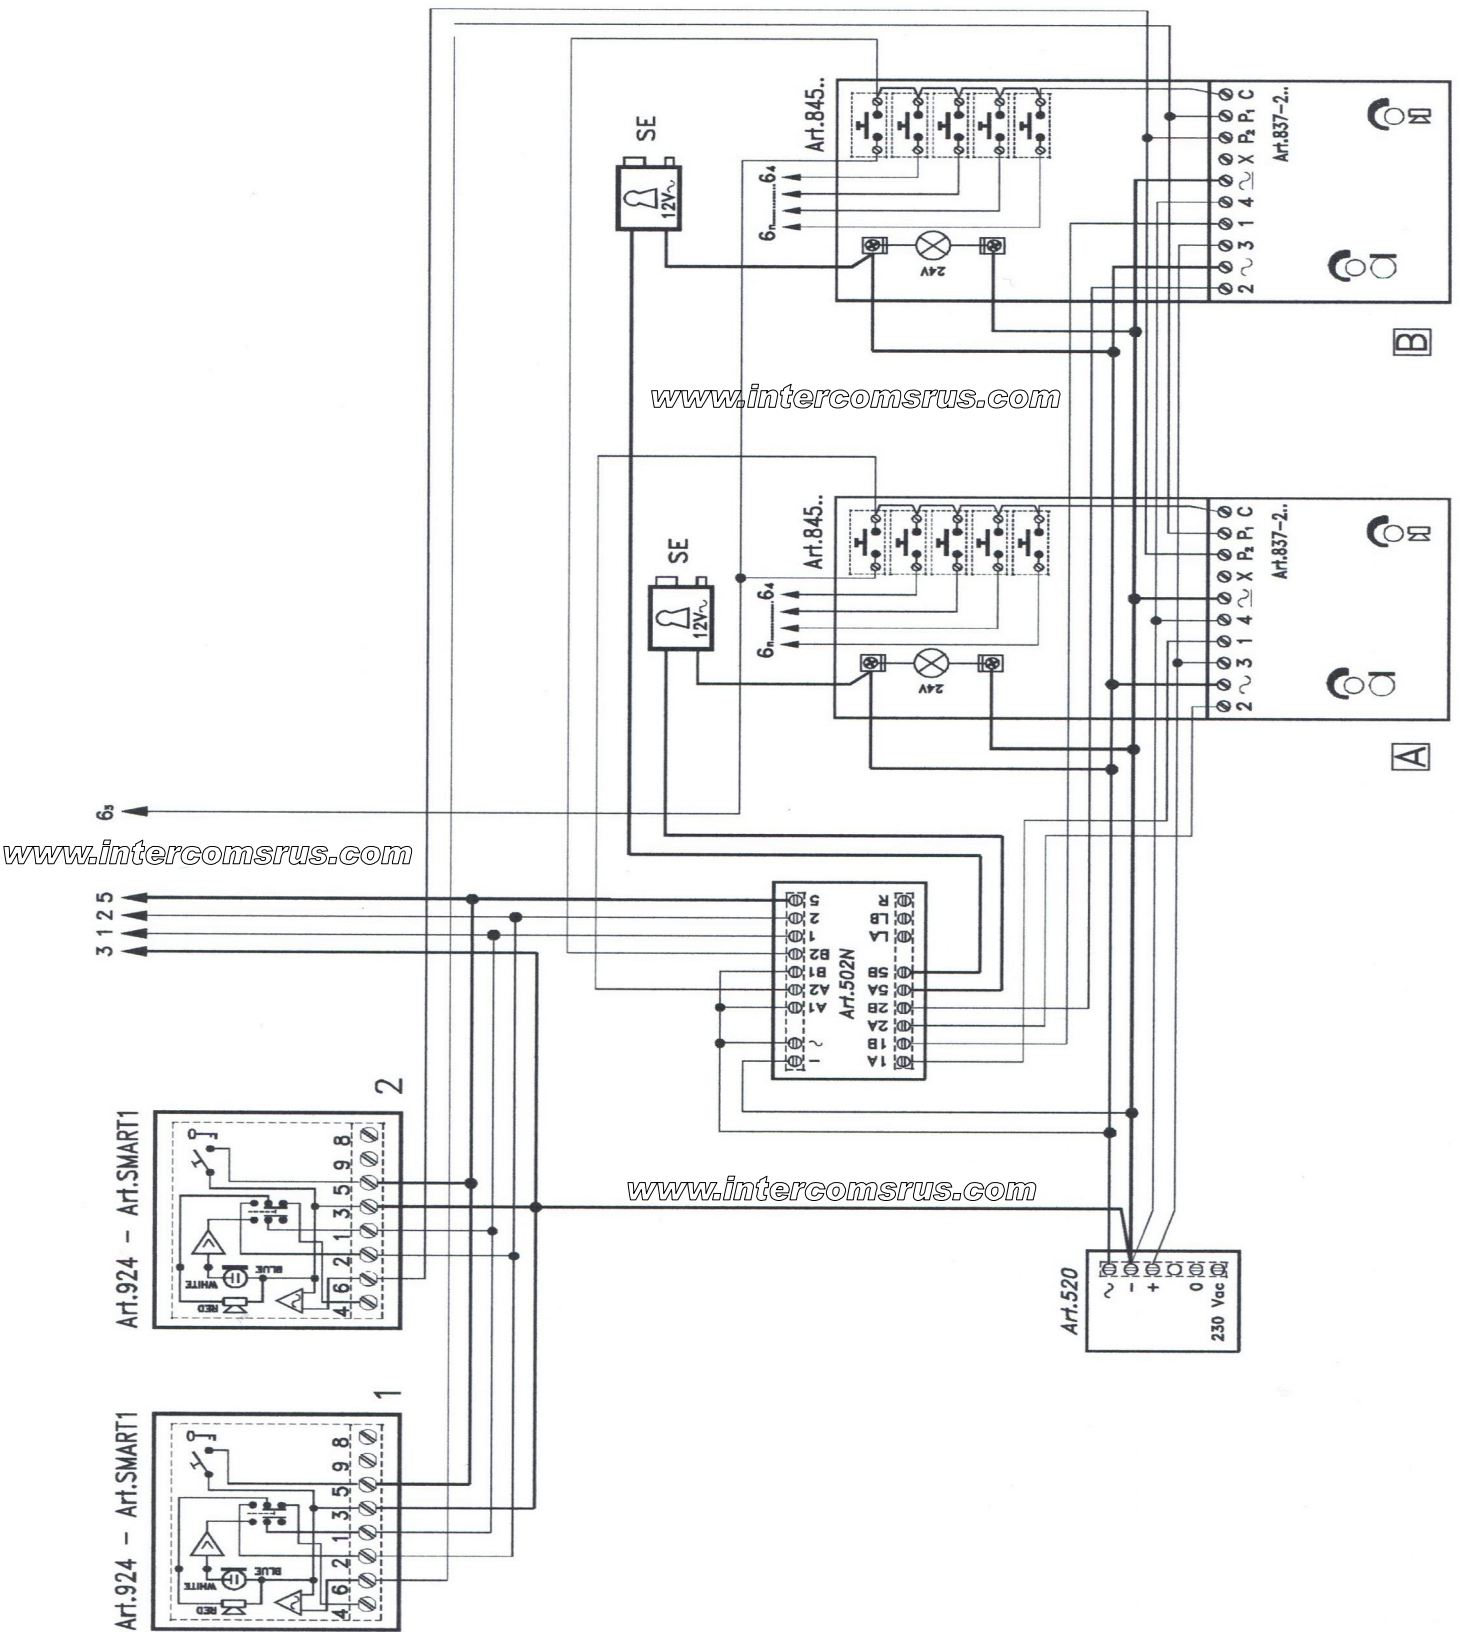 SE
12V~
Art.845..
6n.........64
24V
C P1 P2 X ≂ 4 1 3 ~ 2
Art.837-2..
B
www.intercomsrus.com
SE
12V~
Art.845..
6n.........64
24V
C P1 P2 X ≂ 4 1 3 ~ 2
Art.837-2..
A
63
www.intercomsrus.com
3 1 2 5
5 2 1 B2 B1 A2 A1 ~ -
Art.502N
R LB LA 5B 5A 2B 2A 1B 1A
Art.924 - Art.SMART1
2
WHITE
BLUE
RED
4 6 2 1 3 5 9 8
www.intercomsrus.com
Art.520
~ - + 0
230 Vac
Art.924 - Art.SMART1
1
WHITE
BLUE
RED
4 6 2 1 3 5 9 8